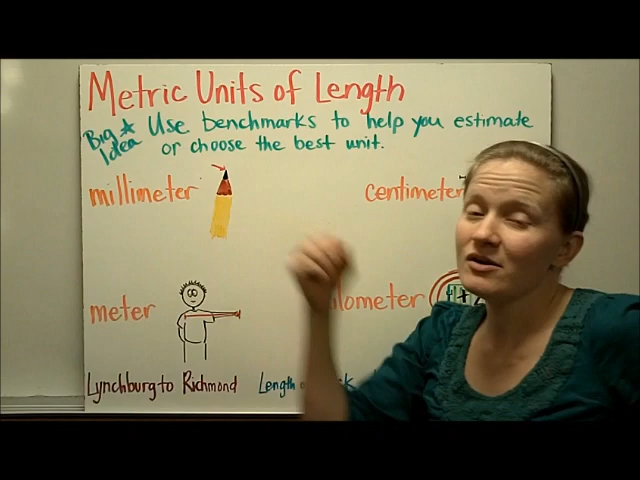 Metric Units of Length
Big Idea
Use benchmarks to help you estimate
or choose the best unit.
millimeter
centimeter
meter
Lynchburg to Richmond
Length